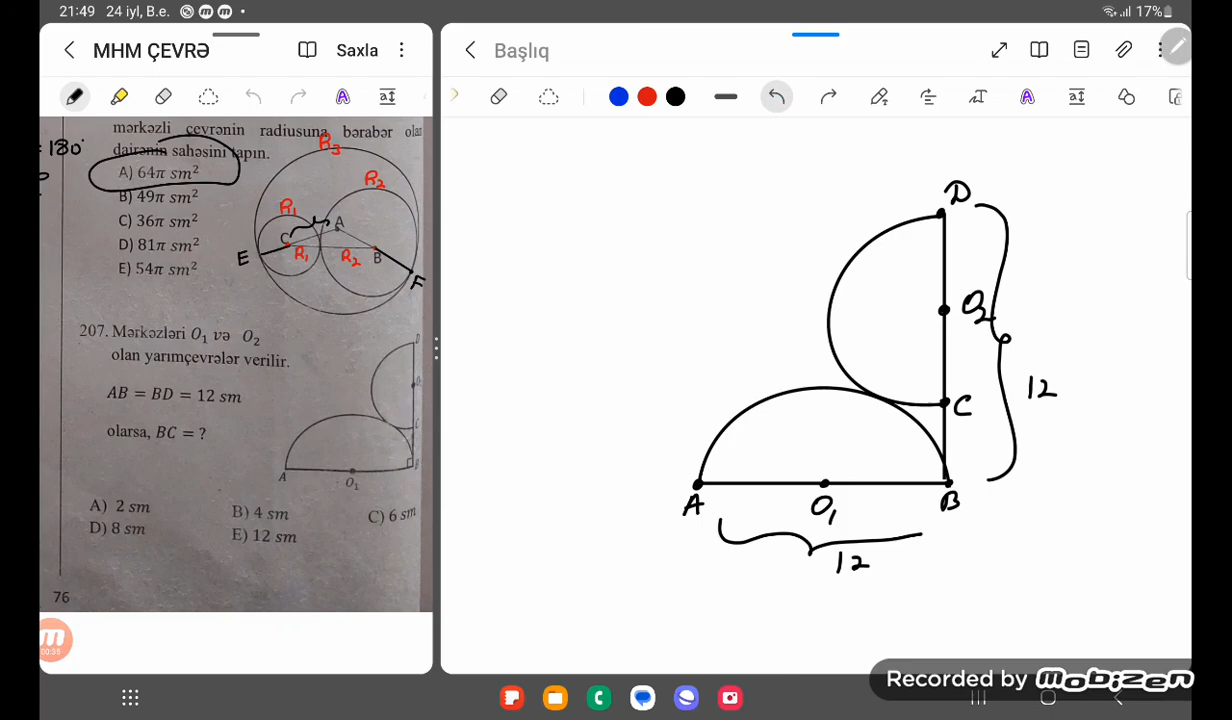 21:49 24 iyl, B.e. 17%
MHM ÇEVRƏ Saxla
Başlıq
mərkəzli çevrənin radiusuna bərabər ola
dairənin sahəsini tapın.
= 180°
A) 64π sm²
B) 49π sm²
C) 36π sm²
D) 81π sm²
E) 54π sm²
R3
R2
R1
A
C
R1
R2
B
E
F
207. Mərkəzləri O₁ və O₂
olan yarımçevrələr verilir.
AB = BD = 12 sm
olarsa, BC = ?
D
C
A
O₁
A) 2 sm
B) 4 sm
C) 6 sm
D) 8 sm
E) 12 sm
76
D
O2
12
C
A
O1
B
12
00:35
Recorded by mobizen